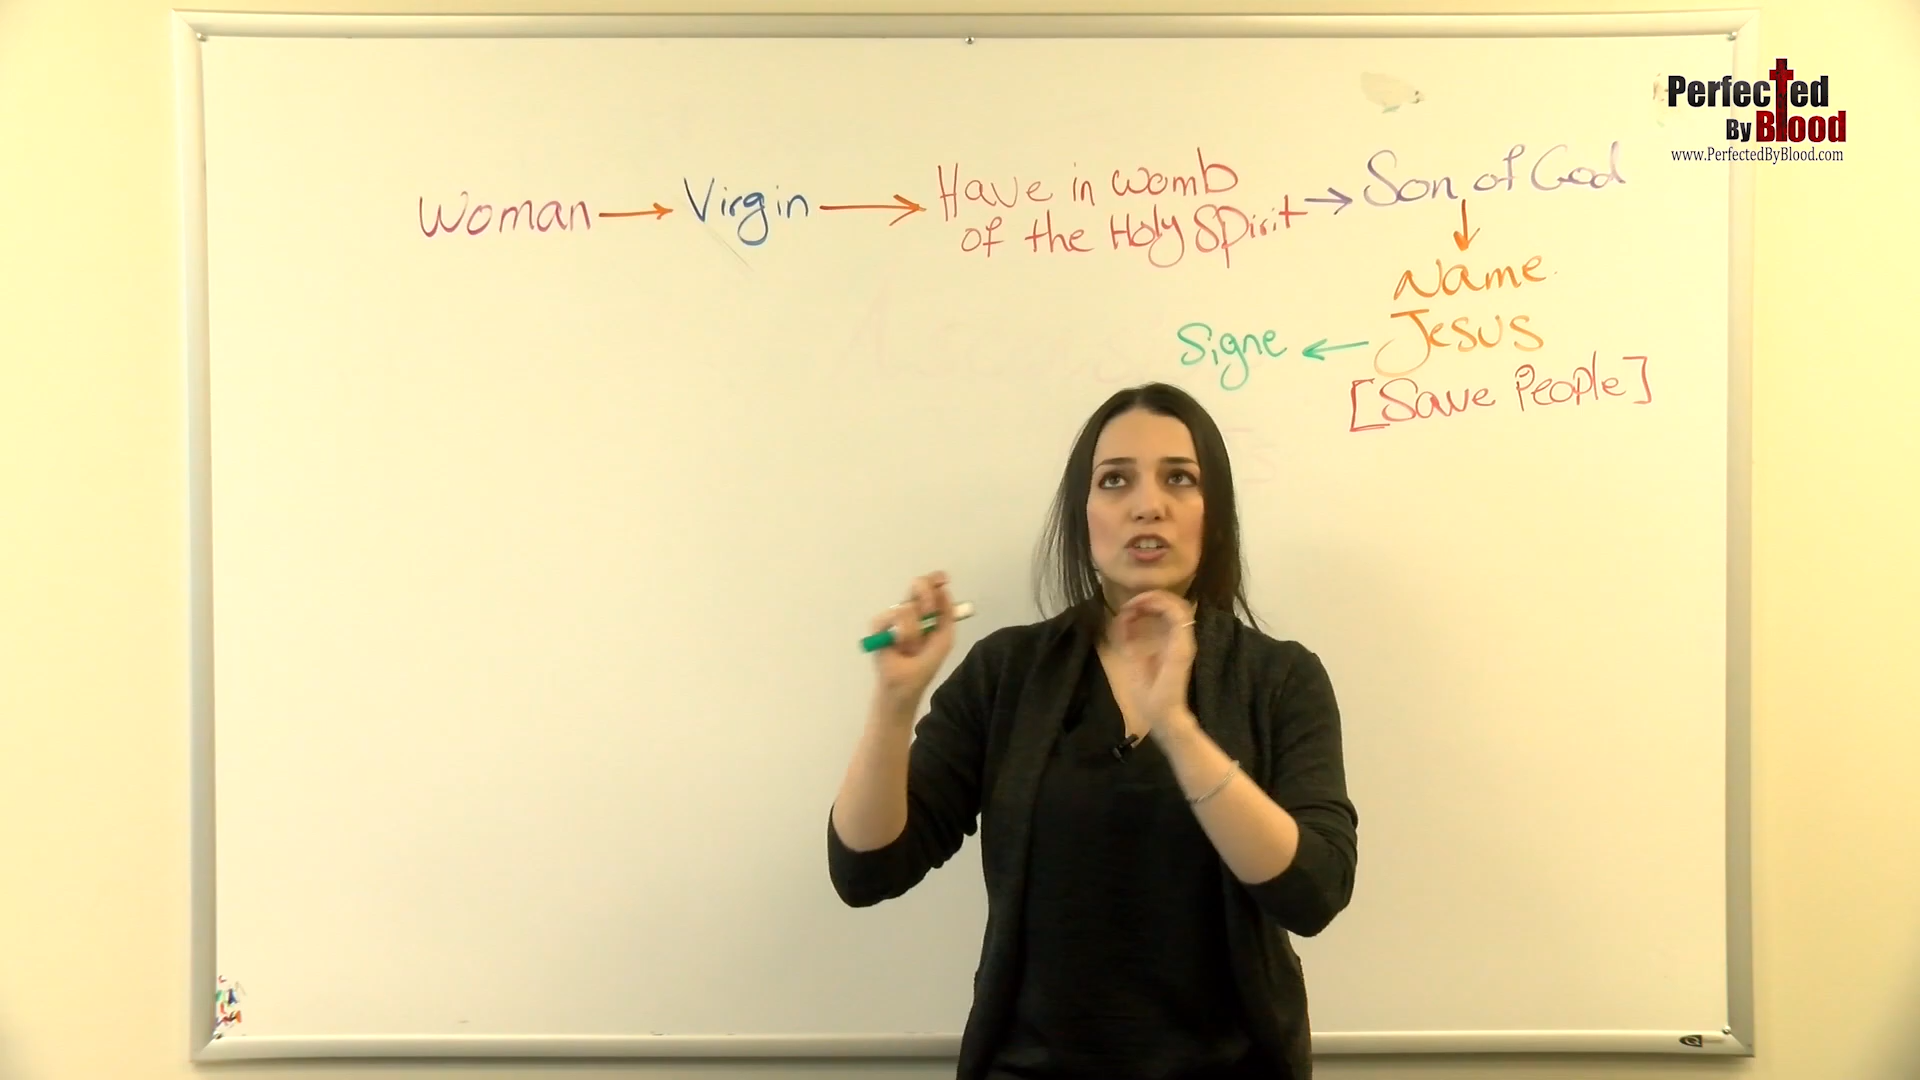 Perfected
By Blood
www.PerfectedByBlood.com
Woman → Virgin → Have in womb
of the Holy Spirit → Son of God
Name
Jesus
Signe
[Save People]